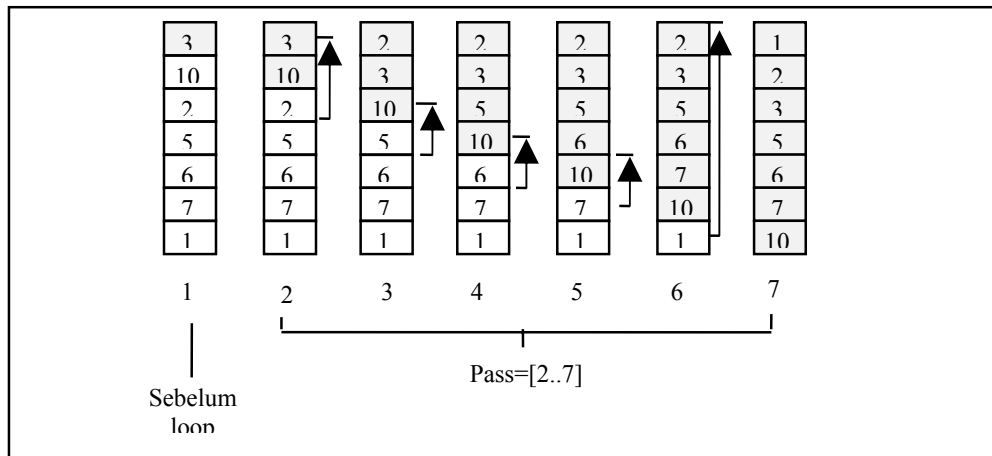 3 3 2 2 2 2 1
10 10 3 3 3 3 2
2 2 10 5 5 5 3
5 5 5 10 6 6 5
6 6 6 6 10 7 6
7 7 7 7 7 10 7
1 1 1 1 1 1 10
1 2 3 4 5 6 7
Pass=[2..7]
Sebelum
loop